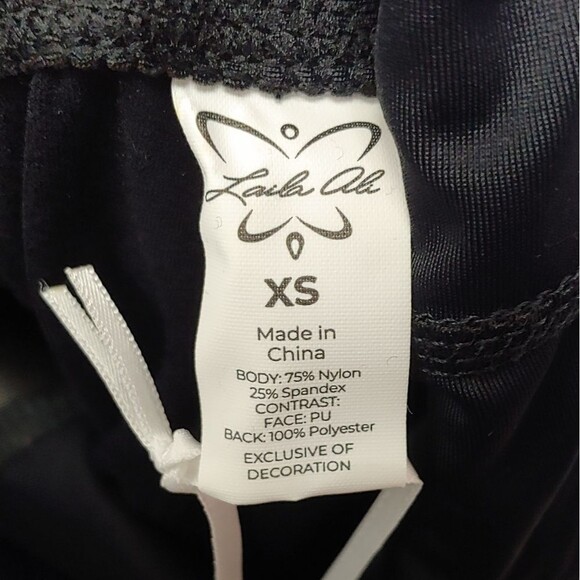 Laila Ali
XS
Made in
China
BODY: 75% Nylon
25% Spandex
CONTRAST:
FACE: PU
BACK: 100% Polyester
EXCLUSIVE OF
DECORATION